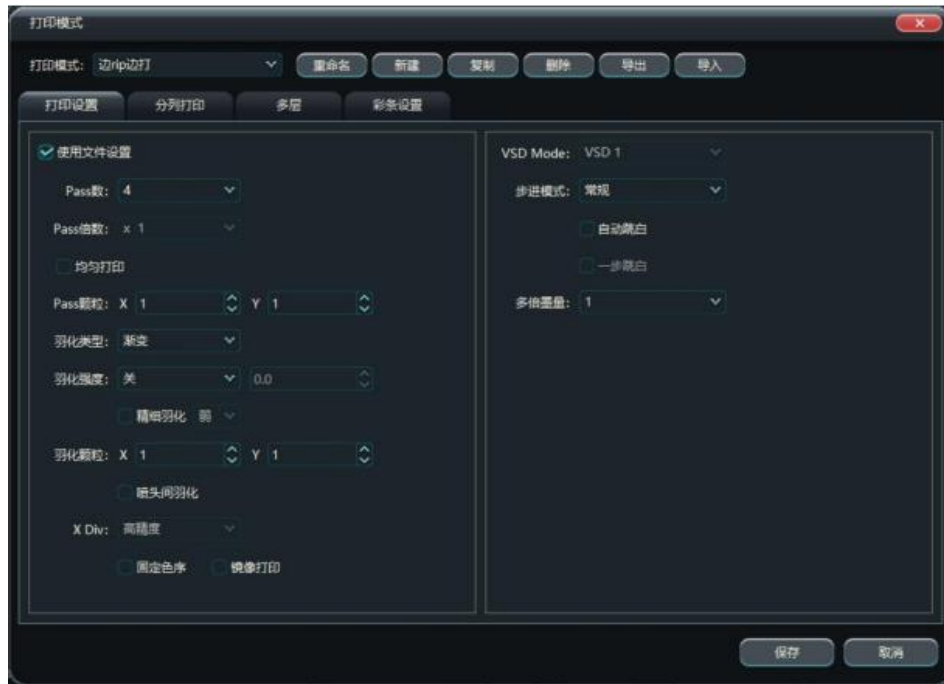 打印模式
打印模式: 边rip边打 重命名 新建 复制 删除 导出 导入
打印设置 分列打印 多层 彩条设置
使用文件设置
Pass数: 4
Pass倍数: x 1
均匀打印
Pass颗粒: X 1 Y 1
羽化类型: 渐变
羽化强度: 关 0.0
精细羽化 弱
羽化颗粒: X 1 Y 1
喷头间羽化
X Div: 高精度
固定色序 镜像打印
VSD Mode: VSD 1
步进模式: 常规
自动跳白
一步跳白
多倍墨量: 1
保存 取消